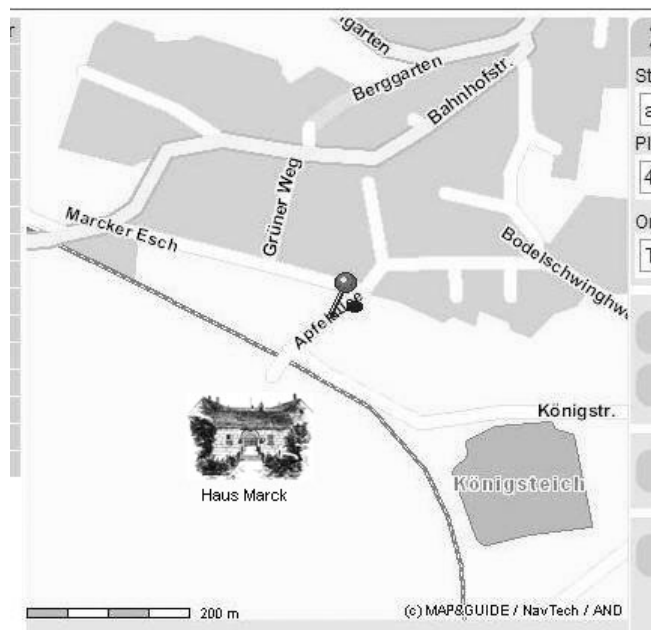 Berggarten
Bahnhofstr.
Grüner Weg
Marcker Esch
Bodelschwinghw
Königstr.
Königsteich
Haus Marck
200 m
(c) MAP&GUIDE / NavTech / AND